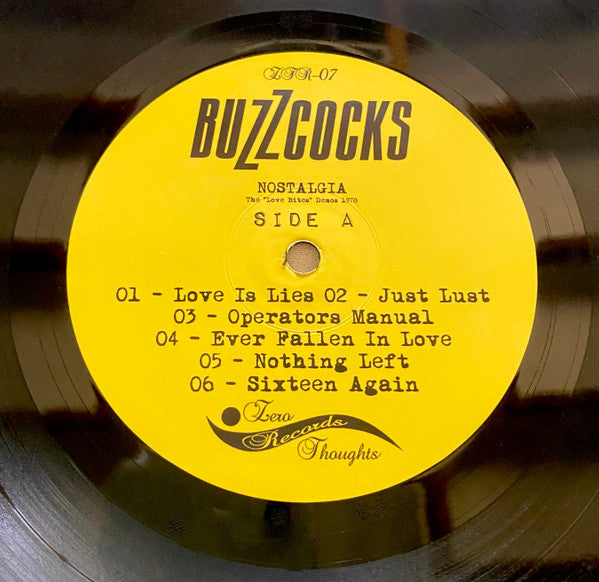 ZTR-07
BUZZCOCKS
NOSTALGIA
The "Love Bites" Demos 1978
SIDE A
01 - Love Is Lies 02 - Just Lust
03 - Operators Manual
04 - Ever Fallen In Love
05 - Nothing Left
06 - Sixteen Again
Zero
Records
Thoughts